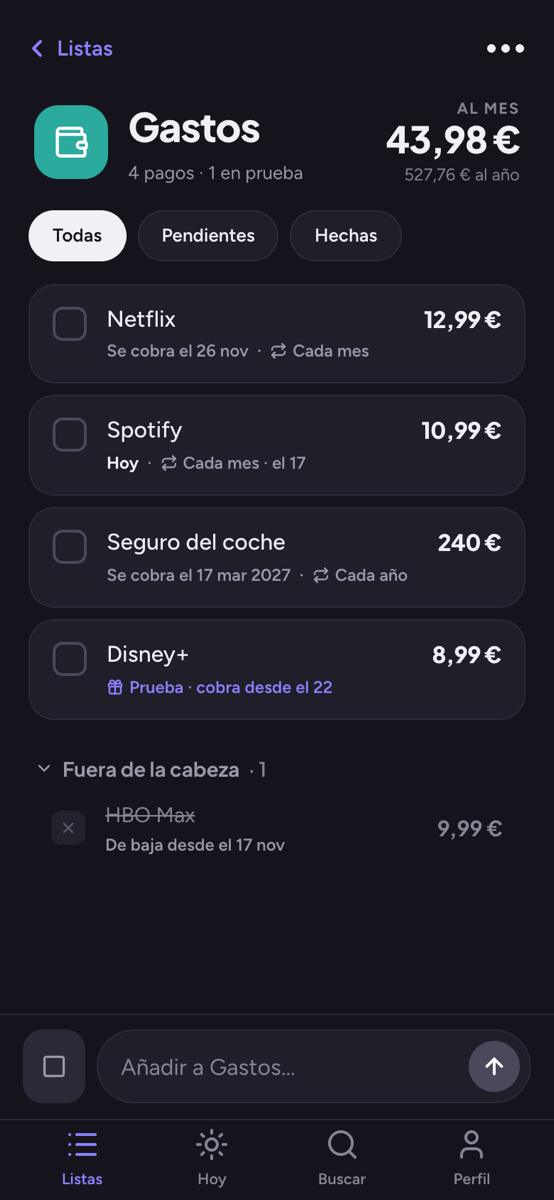 Listas
Gastos
4 pagos · 1 en prueba
AL MES
43,98 €
527,76 € al año
Todas
Pendientes
Hechas
Netflix
12,99 €
Se cobra el 26 nov · Cada mes
Spotify
10,99 €
Hoy · Cada mes · el 17
Seguro del coche
240 €
Se cobra el 17 mar 2027 · Cada año
Disney+
8,99 €
Prueba · cobra desde el 22
Fuera de la cabeza · 1
HBO Max
9,99 €
De baja desde el 17 nov
Añadir a Gastos...
Listas
Hoy
Buscar
Perfil